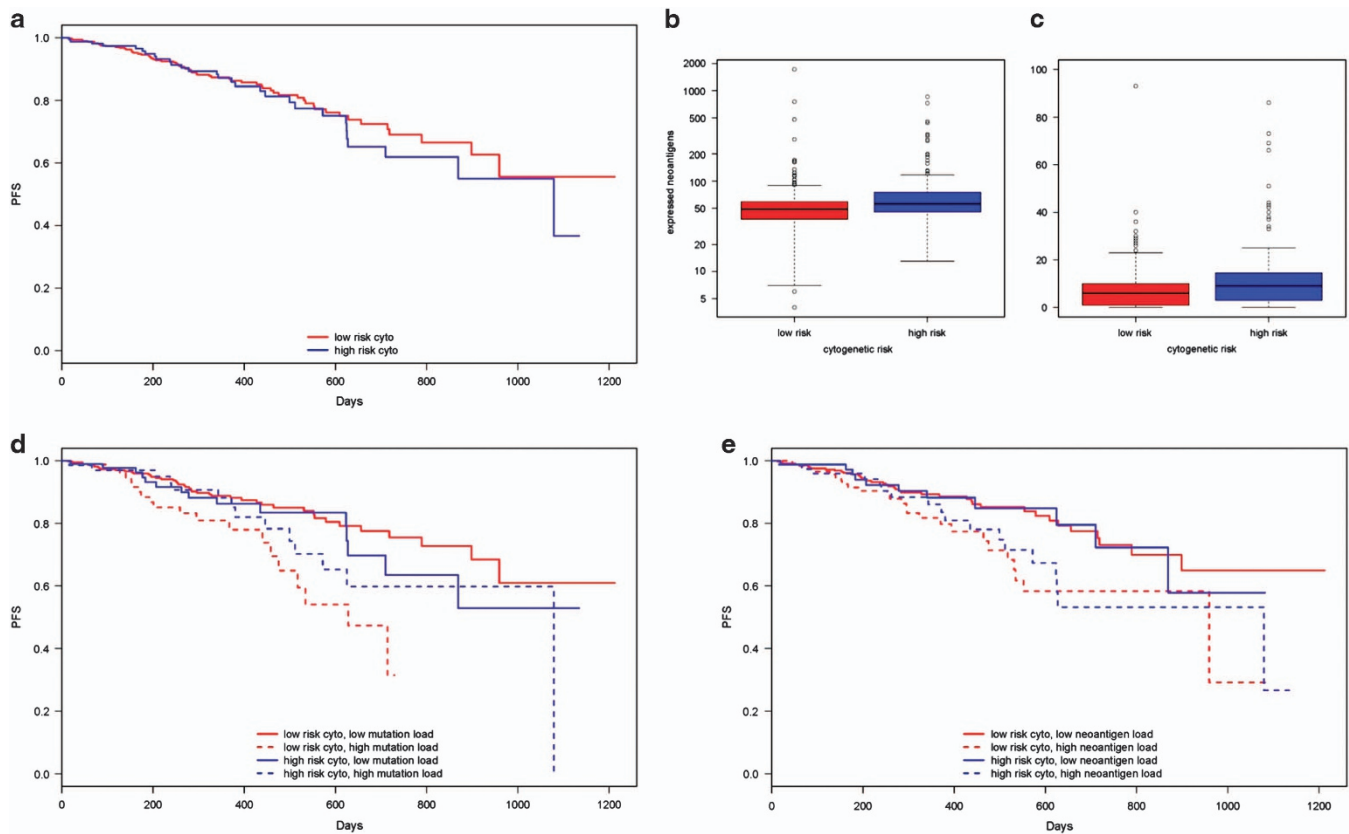 a
1.0
0.8
0.6
0.4
0.2
0.0
PFS
low risk cyto
high risk cyto
0 200 400 600 800 1000 1200
Days
b
2000
1000
500
200
100
50
20
10
5
expressed neoantigens
low risk high risk
cytogenetic risk
c
100
80
60
40
20
0
low risk high risk
cytogenetic risk
d
1.0
0.8
0.6
0.4
0.2
0.0
PFS
low risk cyto, low mutation load
low risk cyto, high mutation load
high risk cyto, low mutation load
high risk cyto, high mutation load
0 200 400 600 800 1000 1200
Days
e
1.0
0.8
0.6
0.4
0.2
0.0
PFS
low risk cyto, low neoantigen load
low risk cyto, high neoantigen load
high risk cyto, low neoantigen load
high risk cyto, high neoantigen load
0 200 400 600 800 1000 1200
Days